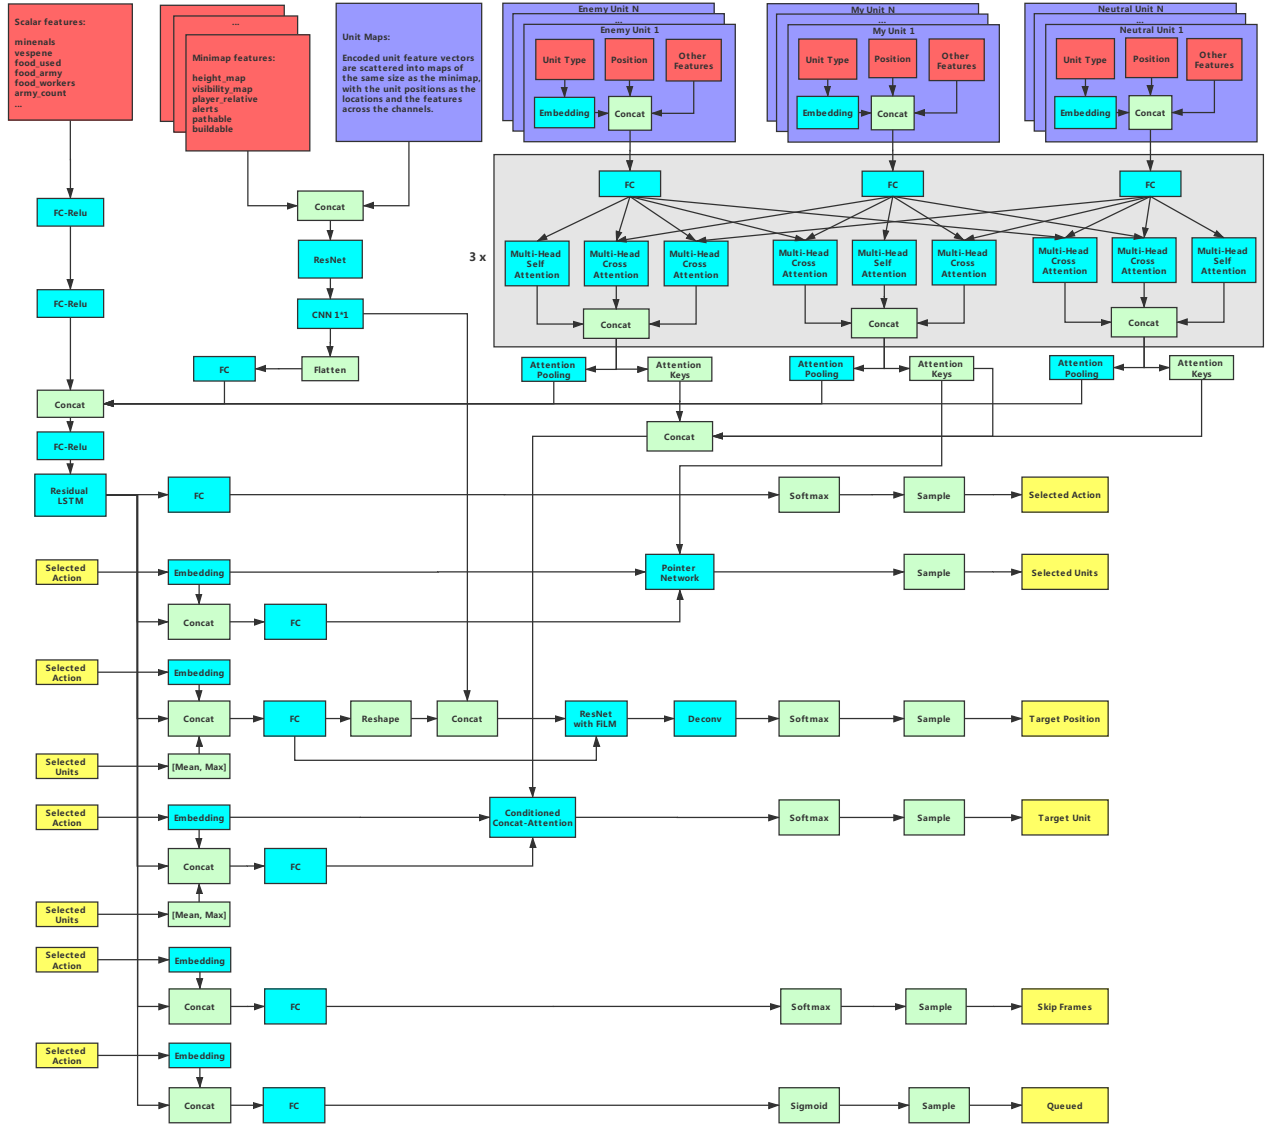 Scalar features:
minenals
vespene
food_used
food_army
food_workers
army_count
...
...
Minimap features:
height_map
visibility_map
player_relative
alerts
pathable
buildable
Unit Maps:
Encoded unit feature vectors
are scattered into maps of
the same size as the minimap,
with the unit positions as the
locations and the features
across the channels.
Enemy Unit N
...
Enemy Unit 1
Unit Type
Position
Other
Features
Embedding
Concat
My Unit N
...
My Unit 1
Unit Type
Position
Other
Features
Embedding
Concat
Neutral Unit N
...
Neutral Unit 1
Unit Type
Position
Other
Features
Embedding
Concat
FC-Relu
FC-Relu
Concat
ResNet
CNN 1*1
Flatten
FC
3 x
FC
FC
FC
Multi-Head
Self
Attention
Multi-Head
Cross
Attention
Multi-Head
Cross
Attention
Multi-Head
Cross
Attention
Multi-Head
Self
Attention
Multi-Head
Cross
Attention
Multi-Head
Cross
Attention
Multi-Head
Cross
Attention
Multi-Head
Self
Attention
Concat
Concat
Concat
Attention
Pooling
Attention
Keys
Attention
Pooling
Attention
Keys
Attention
Pooling
Attention
Keys
Concat
Concat
FC-Relu
Residual
LSTM
FC
Softmax
Sample
Selected Action
Selected
Action
Embedding
Pointer
Network
Sample
Selected Units
Concat
FC
Selected
Action
Embedding
Concat
FC
Reshape
Concat
ResNet
with FiLM
Deconv
Softmax
Sample
Target Position
Selected
Units
[Mean, Max]
Selected
Action
Embedding
Conditioned
Concat-Attention
Softmax
Sample
Target Unit
Concat
FC
Selected
Units
[Mean, Max]
Selected
Action
Embedding
Concat
FC
Softmax
Sample
Skip Frames
Selected
Action
Embedding
Concat
FC
Sigmoid
Sample
Queued